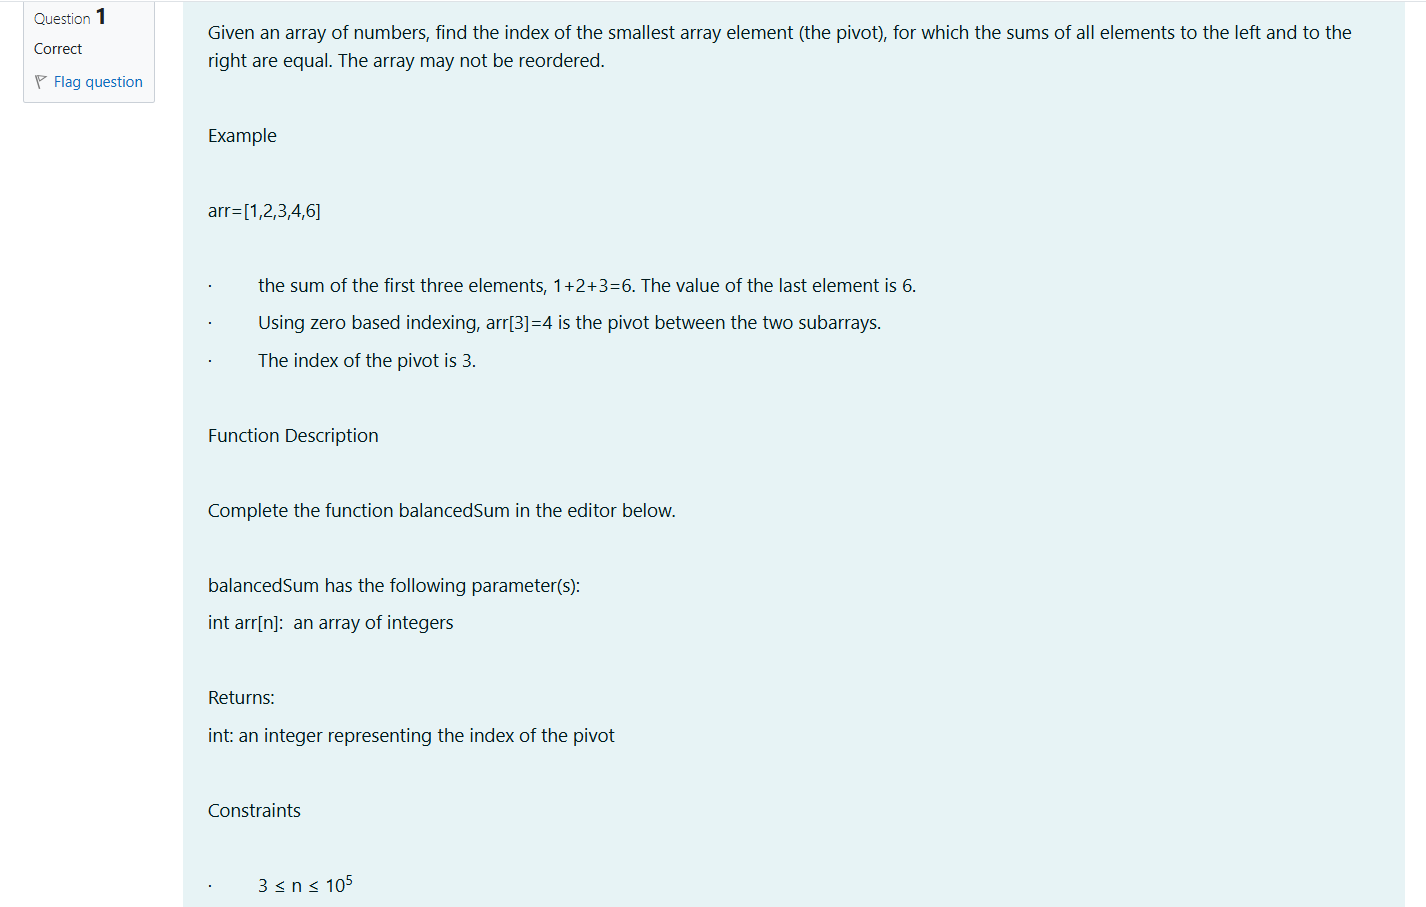 Question 1
Correct
Flag question
Given an array of numbers, find the index of the smallest array element (the pivot), for which the sums of all elements to the left and to the
right are equal. The array may not be reordered.
Example
arr=[1,2,3,4,6]
· the sum of the first three elements, 1+2+3=6. The value of the last element is 6.
· Using zero based indexing, arr[3]=4 is the pivot between the two subarrays.
· The index of the pivot is 3.
Function Description
Complete the function balancedSum in the editor below.
balancedSum has the following parameter(s):
int arr[n]: an array of integers
Returns:
int: an integer representing the index of the pivot
Constraints
· 3 ≤ n ≤ 10⁵